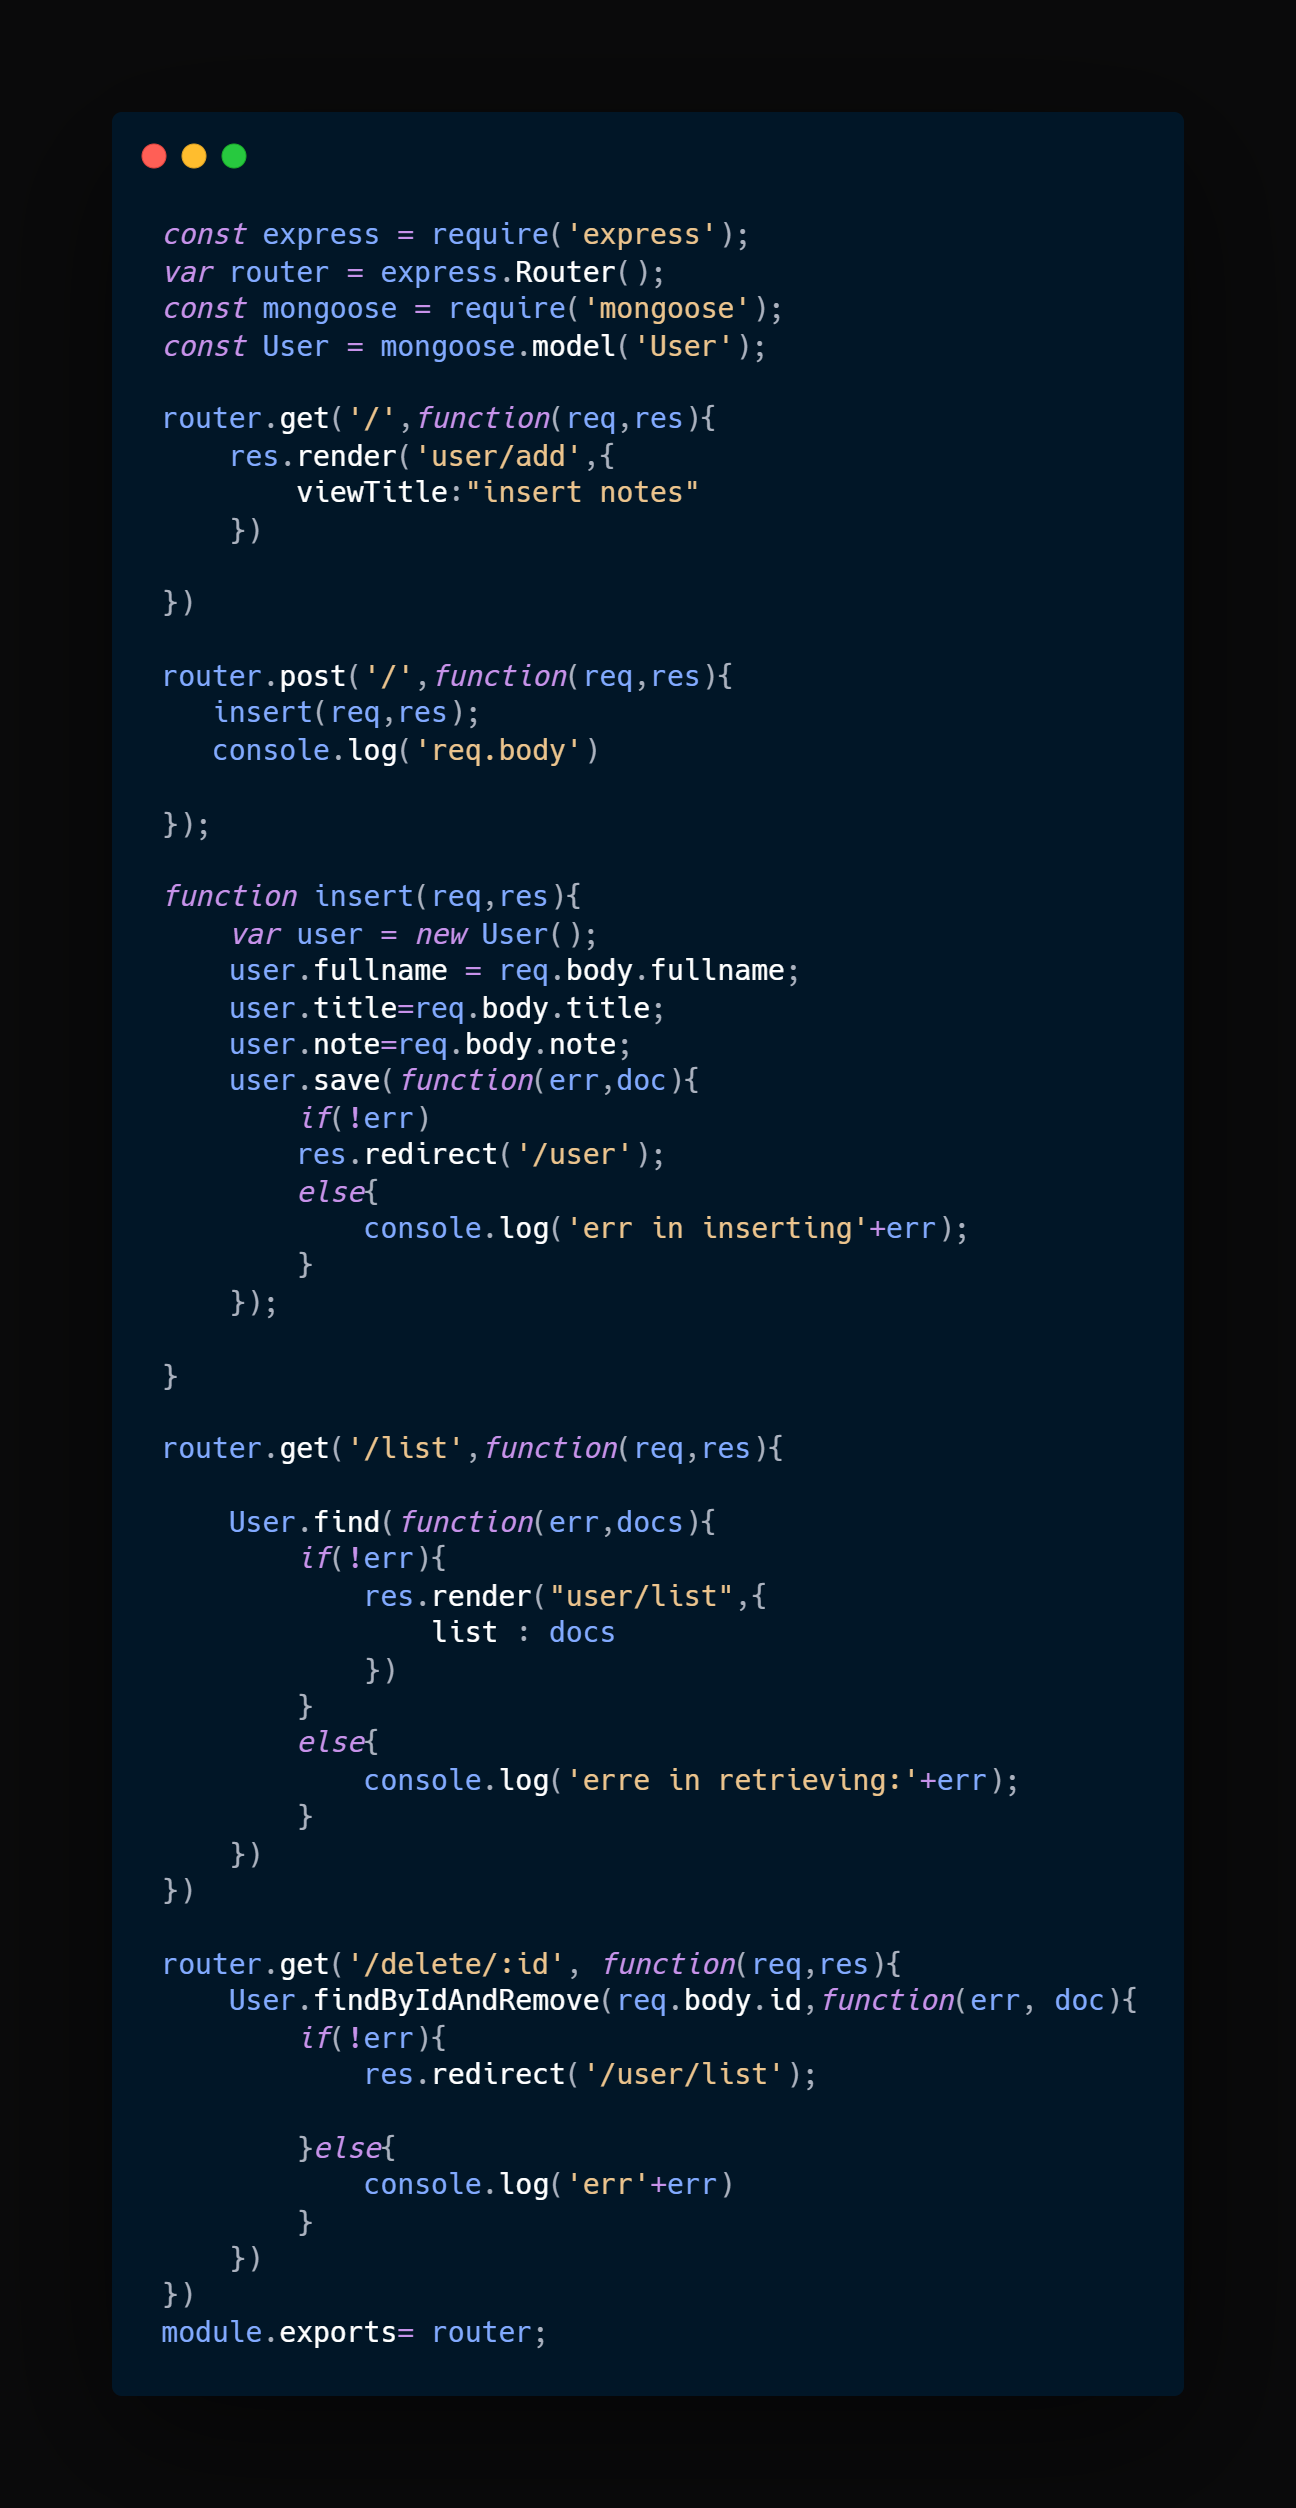 const express = require('express');
var router = express.Router();
const mongoose = require('mongoose');
const User = mongoose.model('User');

router.get('/',function(req,res){
    res.render('user/add',{
        viewTitle:"insert notes"
    })

})

router.post('/',function(req,res){
   insert(req,res);
   console.log('req.body')

});

function insert(req,res){
    var user = new User();
    user.fullname = req.body.fullname;
    user.title=req.body.title;
    user.note=req.body.note;
    user.save(function(err,doc){
        if(!err)
        res.redirect('/user');
        else{
            console.log('err in inserting'+err);
        }
    });

}

router.get('/list',function(req,res){

    User.find(function(err,docs){
        if(!err){
            res.render("user/list",{
                list : docs
            })
        }
        else{
            console.log('erre in retrieving:'+err);
        }
    })
})

router.get('/delete/:id', function(req,res){
    User.findByIdAndRemove(req.body.id,function(err, doc){
        if(!err){
            res.redirect('/user/list');

        }else{
            console.log('err'+err)
        }
    })
})
module.exports= router;